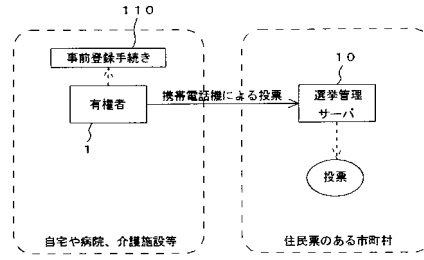 110
事前登録手続き
有権者
1
携帯電話機による投票
10
選挙管理
サーバ
投票
自宅や病院、介護施設等
住民票のある市町村